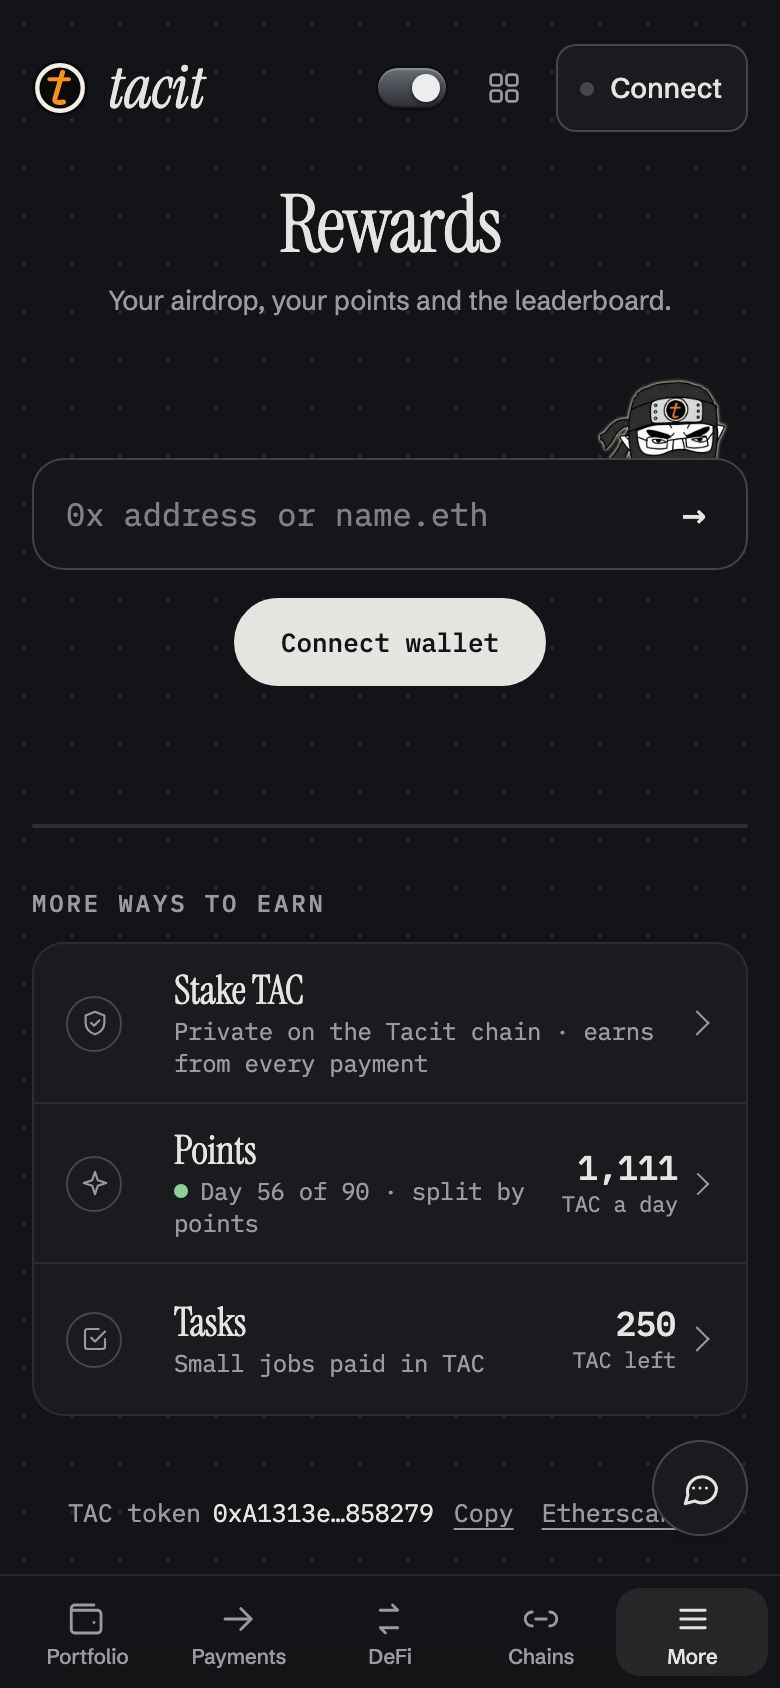 tacit
Connect
Rewards
Your airdrop, your points and the leaderboard.
0x address or name.eth
→
Connect wallet
MORE WAYS TO EARN
Stake TAC
Private on the Tacit chain · earns
from every payment
Points
Day 56 of 90 · split by
points
1,111
TAC a day
Tasks
Small jobs paid in TAC
250
TAC left
TAC token 0xA1313e…858279 Copy
Portfolio
Payments
DeFi
Chains
More